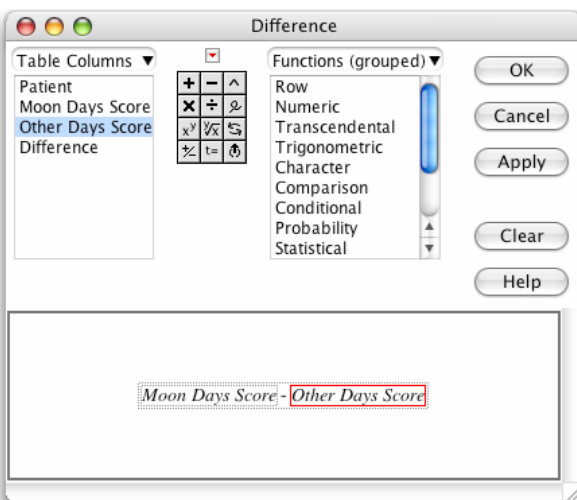 Difference
Table Columns ▼
Patient
Moon Days Score
Other Days Score
Difference
+ − ^
× ÷
xʸ ʸ√x
+⁄− t=
Functions (grouped) ▼
Row
Numeric
Transcendental
Trigonometric
Character
Comparison
Conditional
Probability
Statistical
OK
Cancel
Apply
Clear
Help
Moon Days Score - Other Days Score